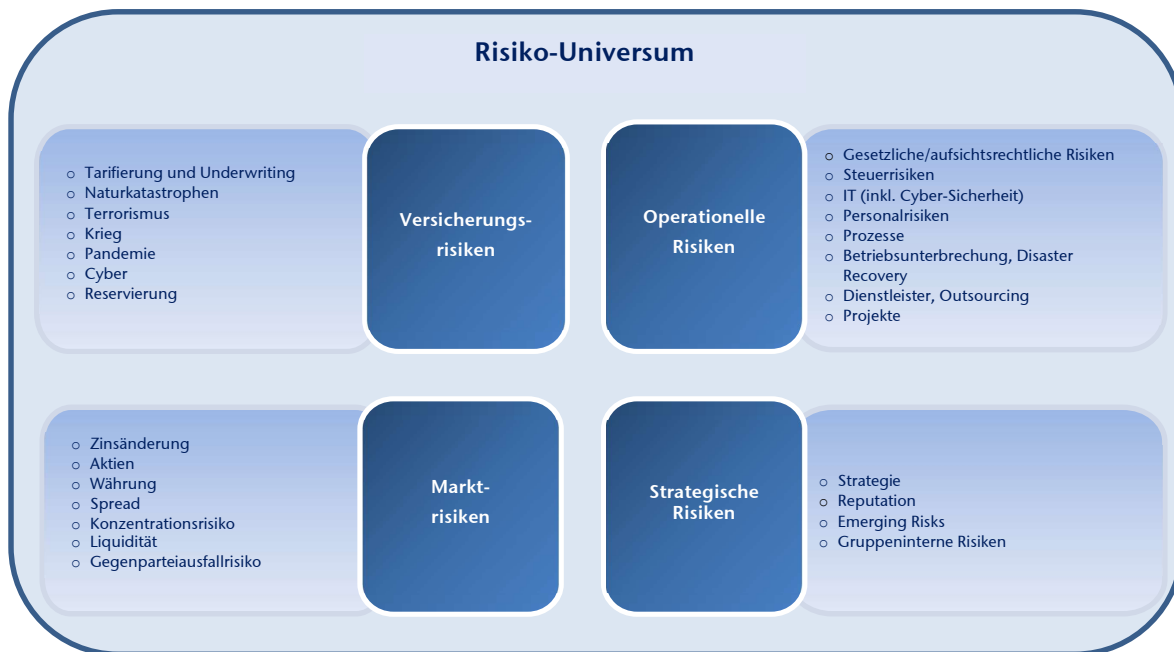 Risiko-Universum
o Tarifierung und Underwriting
o Naturkatastrophen
o Terrorismus
o Krieg
o Pandemie
o Cyber
o Reservierung
Versicherungs-
risiken
Operationelle
Risiken
o Gesetzliche/aufsichtsrechtliche Risiken
o Steuerrisiken
o IT (inkl. Cyber-Sicherheit)
o Personalrisiken
o Prozesse
o Betriebsunterbrechung, Disaster
Recovery
o Dienstleister, Outsourcing
o Projekte
o Zinsänderung
o Aktien
o Währung
o Spread
o Konzentrationsrisiko
o Liquidität
o Gegenparteiausfallrisiko
Markt-
risiken
Strategische
Risiken
o Strategie
o Reputation
o Emerging Risks
o Gruppeninterne Risiken